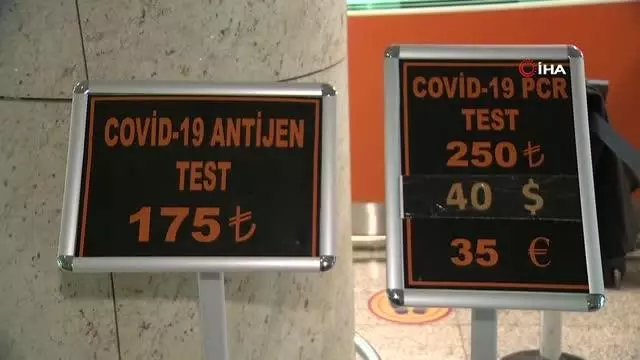 COVİD-19 ANTİJEN
TEST
175₺
COVİD-19 PCR
TEST
250₺
40 $
35 €
İHA